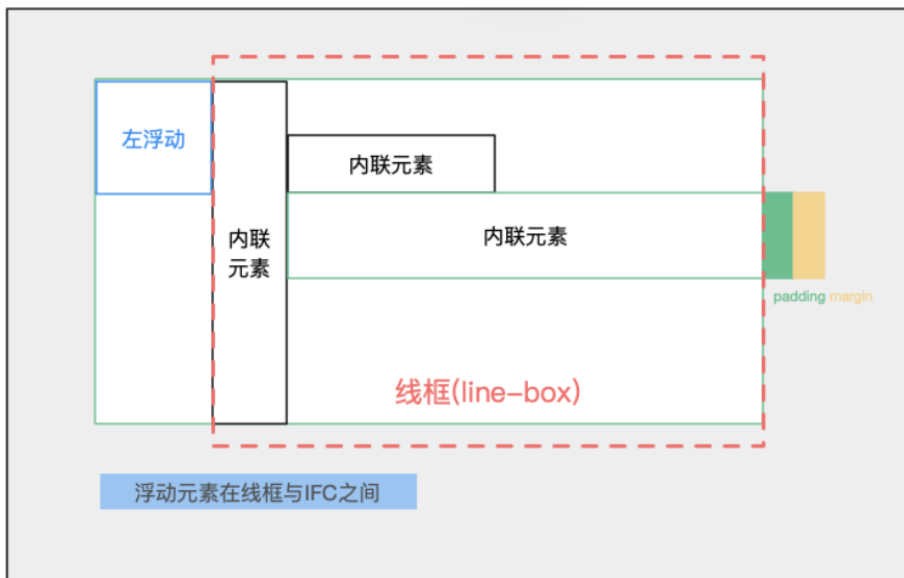 左浮动
内联元素
内联
元素
内联元素
padding margin
线框(line-box)
浮动元素在线框与IFC之间